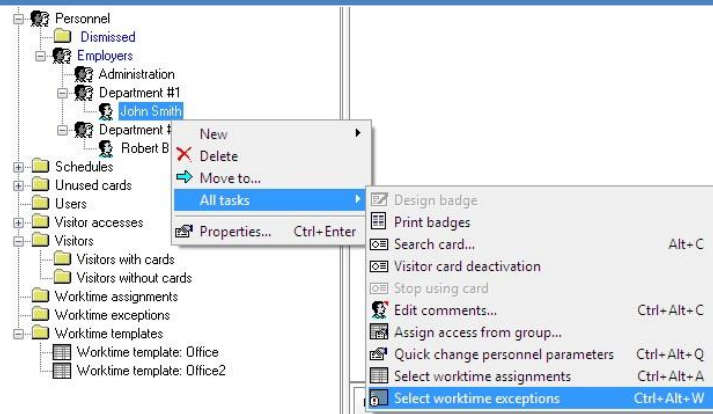 Personnel
Dismissed
Employers
Administration
Department #1
John Smith
Department #
Robert B
Schedules
Unused cards
Users
Visitor accesses
Visitors
Visitors with cards
Visitors without cards
Worktime assignments
Worktime exceptions
Worktime templates
Worktime template: Office
Worktime template: Office2
New
Delete
Move to...
All tasks
Properties... Ctrl+Enter
Design badge
Print badges
Search card... Alt+C
Visitor card deactivation
Stop using card
Edit comments... Ctrl+Alt+C
Assign access from group...
Quick change personnel parameters Ctrl+Alt+Q
Select worktime assignments Ctrl+Alt+A
Select worktime exceptions Ctrl+Alt+W